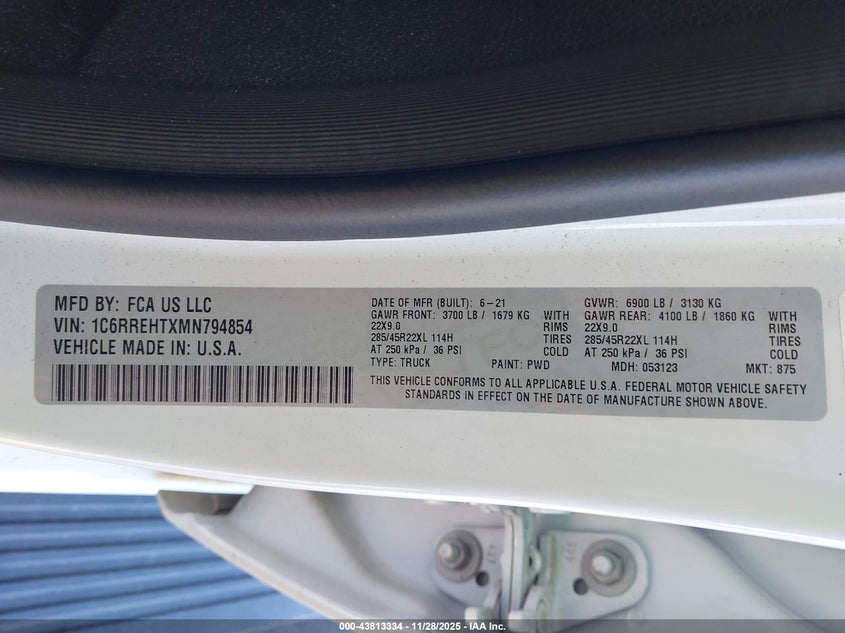 MFD BY: FCA US LLC
VIN: 1C6RREHTXMN794854
VEHICLE MADE IN: U.S.A.
DATE OF MFR (BUILT): 6-21
GAWR FRONT: 3700 LB / 1679 KG WITH
22X9.0 RIMS
285/45R22XL 114H TIRES
AT 250 kPa / 36 PSI COLD
TYPE: TRUCK PAINT: PWD
GVWR: 6900 LB / 3130 KG
GAWR REAR: 4100 LB / 1860 KG WITH
22X9.0 RIMS
285/45R22XL 114H TIRES
AT 250 kPa / 36 PSI COLD
MDH: 053123 MKT: 875
THIS VEHICLE CONFORMS TO ALL APPLICABLE U.S.A. FEDERAL MOTOR VEHICLE SAFETY
STANDARDS IN EFFECT ON THE DATE OF MANUFACTURE SHOWN ABOVE.
000-43813334 — 11/28/2025 — © IAA Inc.